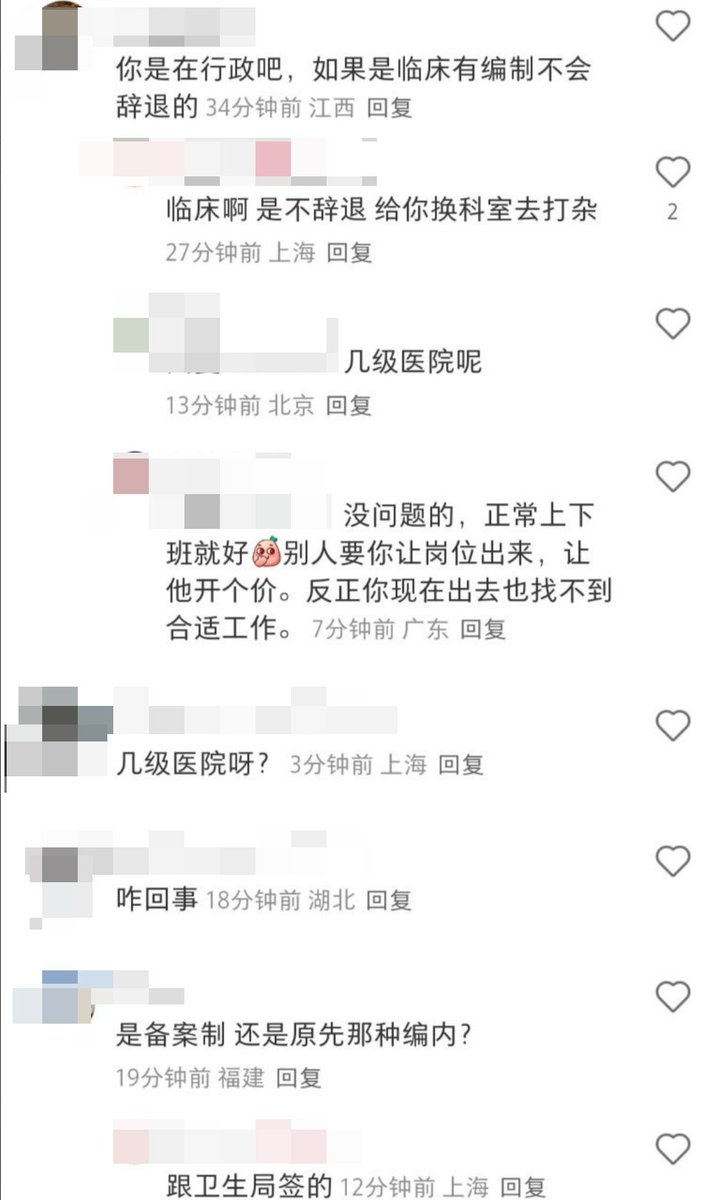 你是在行政吧，如果是临床有编制不会
辞退的 34分钟前 江西 回复
临床啊 是不辞退 给你换科室去打杂
2
27分钟前 上海 回复
几级医院呢
13分钟前 北京 回复
没问题的，正常上下
班就好别人要你让岗位出来，让
他开个价。反正你现在出去也找不到
合适工作。 7分钟前 广东 回复
几级医院呀？ 3分钟前 上海 回复
咋回事 18分钟前 湖北 回复
是备案制 还是原先那种编内？
19分钟前 福建 回复
跟卫生局签的 12分钟前 上海 回复